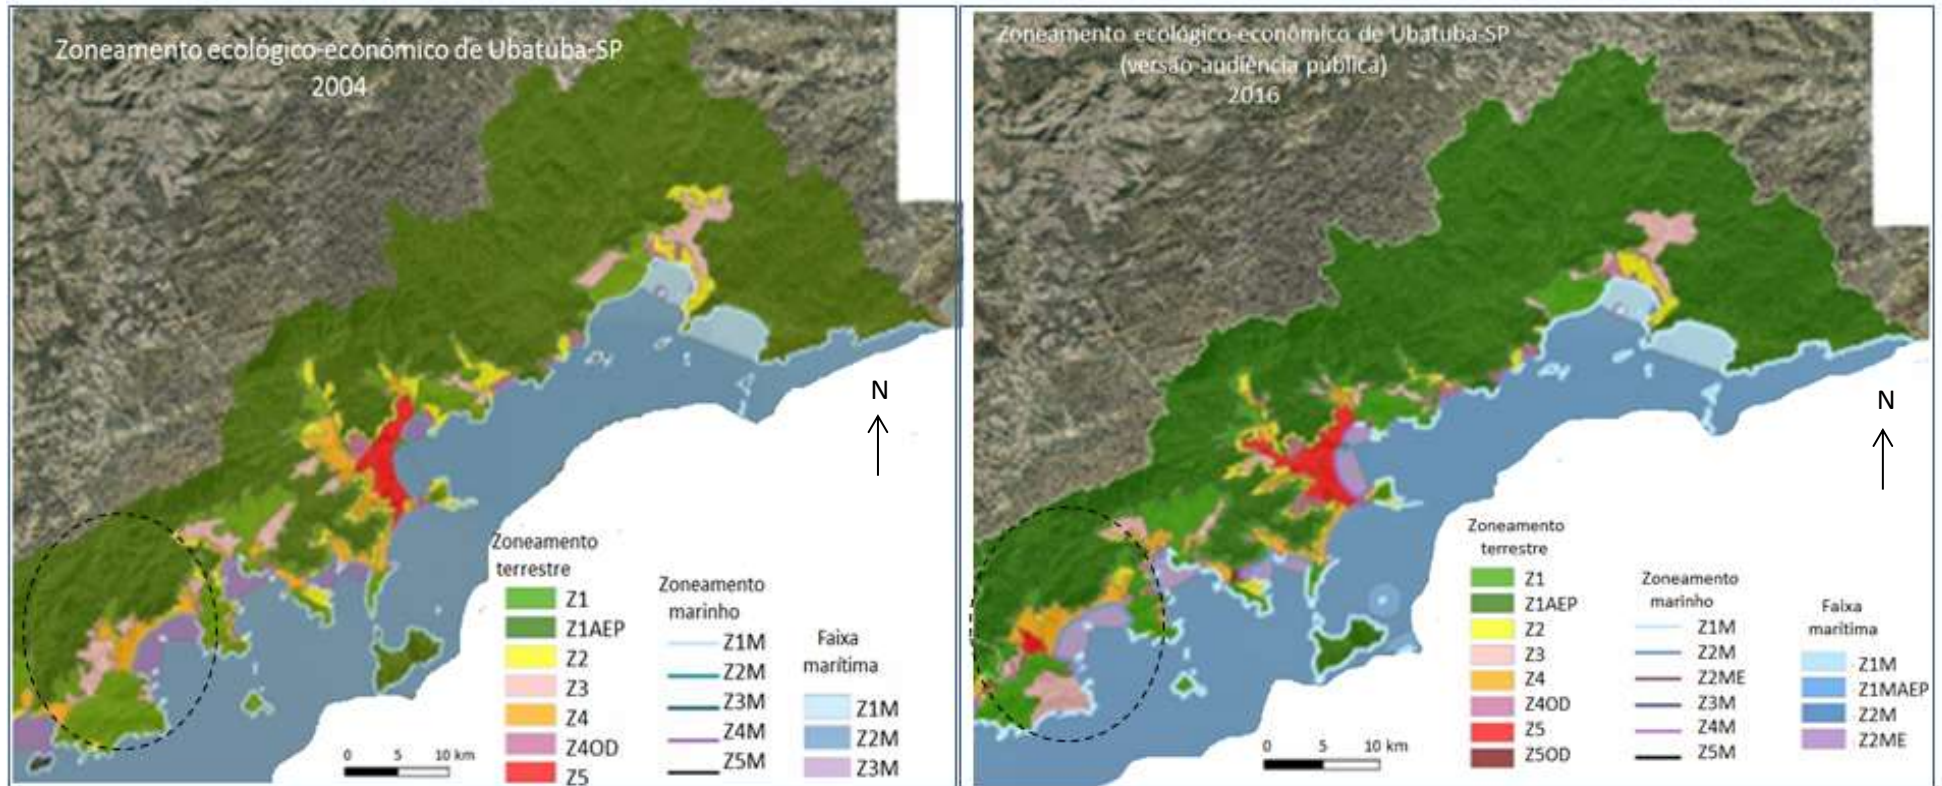 Zoneamento ecológico-econômico de Ubatuba-SP
2004
N
Zoneamento
terrestre
Z1
Z1AEP
Z2
Z3
Z4
Z4OD
Z5
Zoneamento
marinho
Z1M
Z2M
Z3M
Z4M
Z5M
Faixa
marítima
Z1M
Z2M
Z3M
0 5 10 km
Zoneamento ecológico-econômico de Ubatuba-SP
(versão audiência pública)
2016
N
Zoneamento
terrestre
Z1
Z1AEP
Z2
Z3
Z4
Z4OD
Z5
Z5OD
Zoneamento
marinho
Z1M
Z2M
Z2ME
Z3M
Z4M
Z5M
Faixa
marítima
Z1M
Z1MAEP
Z2M
Z2ME
0 5 10 km